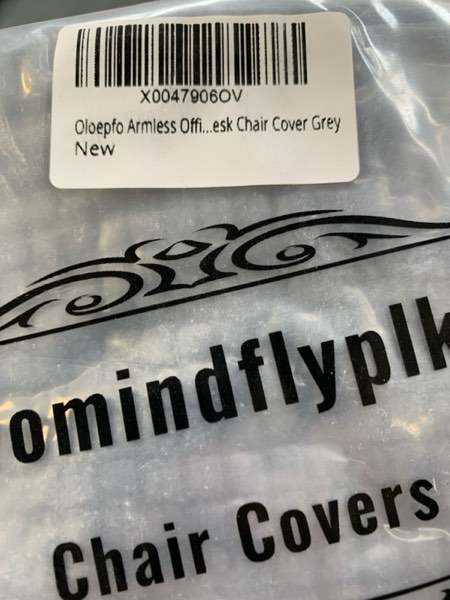 X0047906OV
Oloepfo Armless Offi...esk Chair Cover Grey
New
omindflyplk
Chair Covers